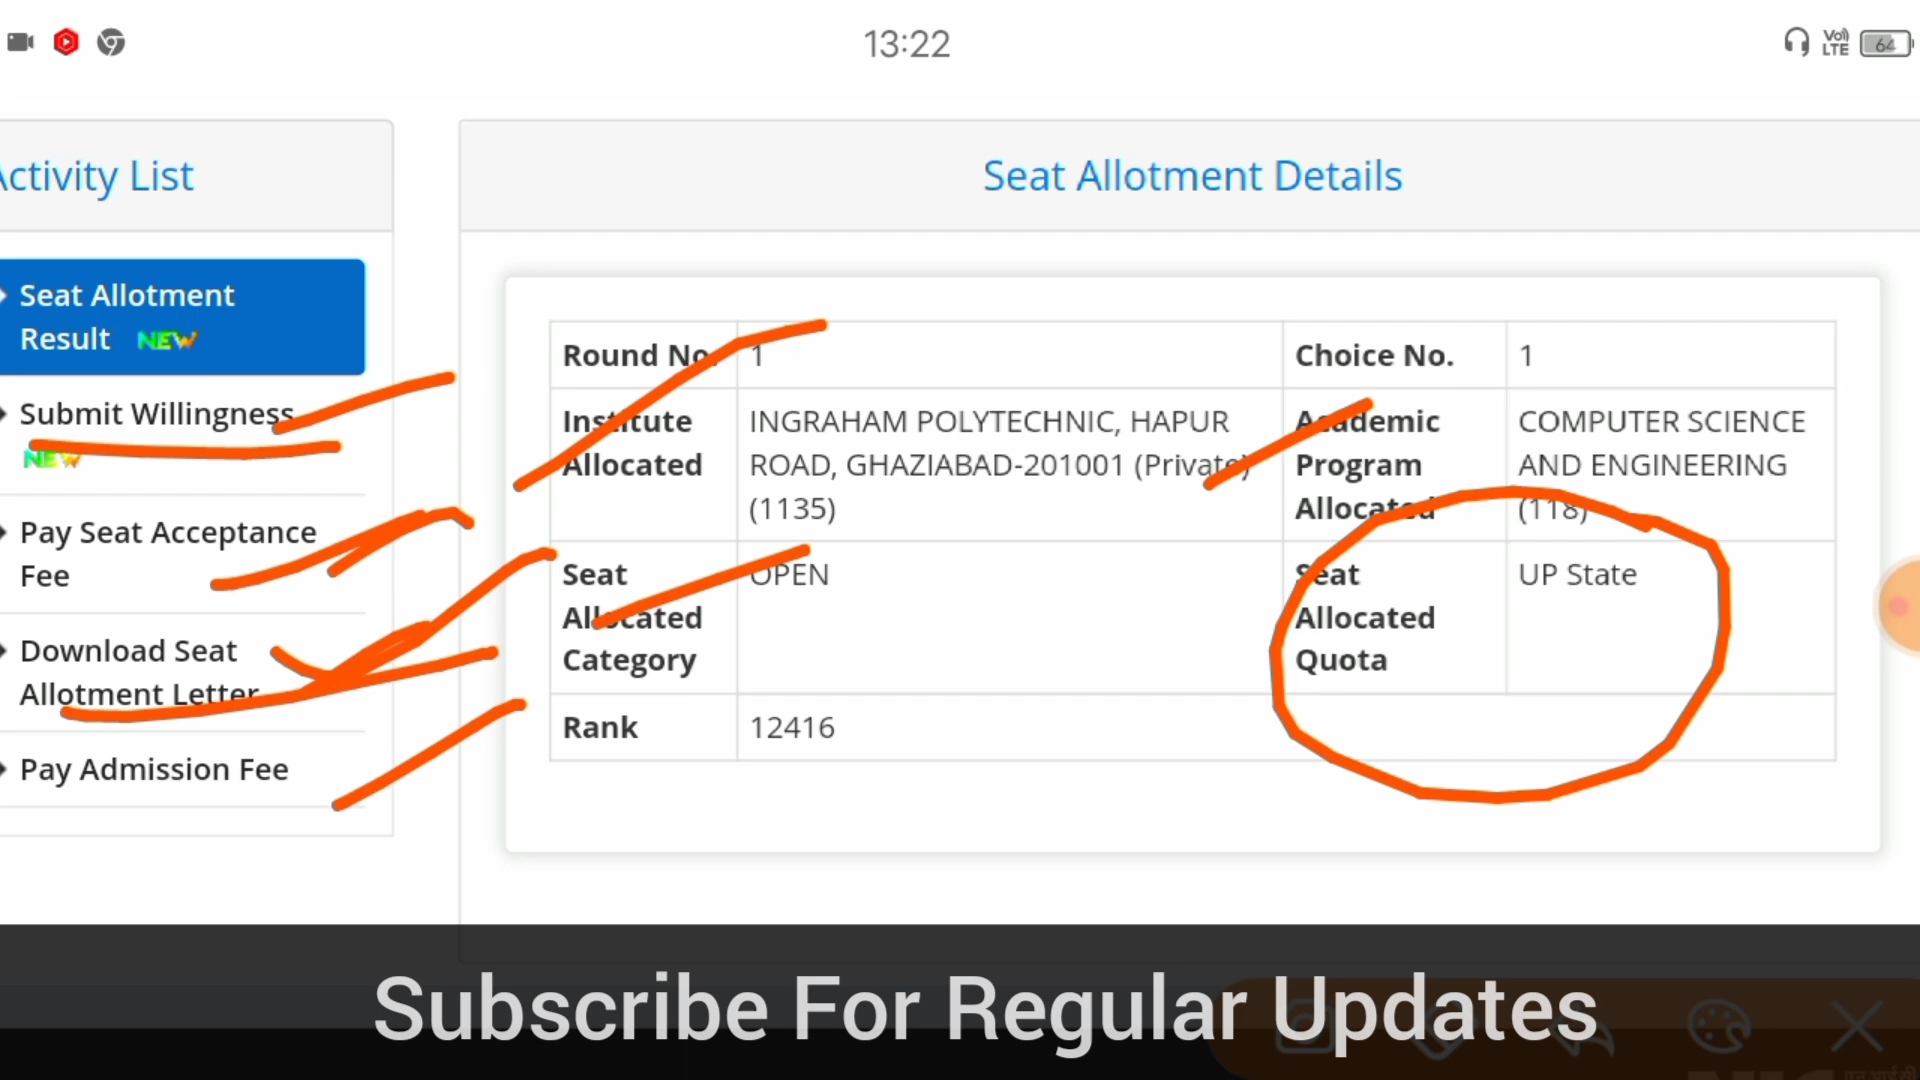 13:22
Vo)) LTE
64
Activity List
Seat Allotment
Result NEW
Submit Willingness
NEW
Pay Seat Acceptance
Fee
Download Seat
Allotment Letter
Pay Admission Fee
Seat Allotment Details
Round No. 1 Choice No. 1
Institute Allocated
INGRAHAM POLYTECHNIC, HAPUR
ROAD, GHAZIABAD-201001 (Private)
(1135)
Academic
Program
Allocated
COMPUTER SCIENCE
AND ENGINEERING
(118)
Seat
Allocated
Category
OPEN
Seat
Allocated
Quota
UP State
Rank 12416
Subscribe For Regular Updates